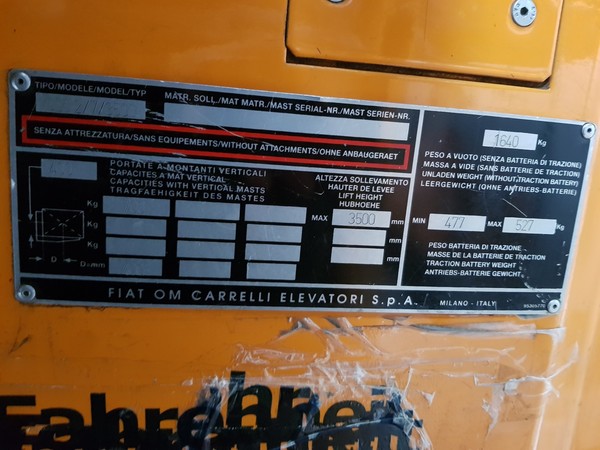 TIPO/MODELE/MODEL/TYP
MATR. SOLL./MAT MATR./MAST SERIAL-NR./MAST SERIEN-NR.
SENZA ATTREZZATURA/SANS EQUIPEMENTS/WITHOUT ATTACHMENTS/OHNE ANBAUGERAET
PORTATE A MONTANTI VERTICALI
CAPACITES A MAT VERTICAL
CAPACITIES WITH VERTICAL MASTS
TRAGFAEHIGKEIT DES MASTES
Kg
Kg
Kg
Kg
D
D=mm
ALTEZZA SOLLEVAMENTO
HAUTER DE LEVEE
LIFT HEIGHT
HUBHOEHE
MAX 3500 mm
mm
1640 Kg
PESO A VUOTO (SENZA BATTERIA DI TRAZIONE)
MASSA A VIDE (SANS BATTERIE DE TRACTION)
UNLADEN WEIGHT (WITHOUT TRACTION BATTERY)
LEERGEWICHT (OHNE ANTRIEBS-BATTERIE)
MIN 477 MAX 527 Kg
PESO BATTERIA DI TRAZIONE
MASSE DE LA BATTERIE DE TRACTION
TRACTION BATTERY WEIGHT
ANTRIEBS-BATTERIE GEWICHT
FIAT OM CARRELLI ELEVATORI S.p.A. MILANO - ITALY